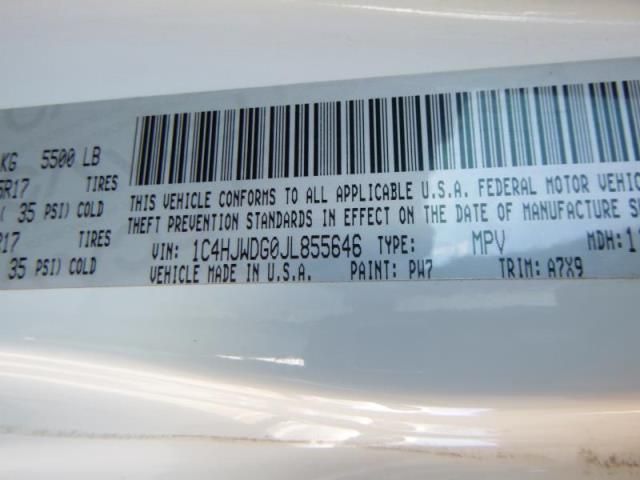 KG 5500 LB
R17 TIRES
( 35 PSI) COLD
R17 TIRES
35 PSI) COLD
THIS VEHICLE CONFORMS TO ALL APPLICABLE U.S.A. FEDERAL MOTOR VEHIC
THEFT PREVENTION STANDARDS IN EFFECT ON THE DATE OF MANUFACTURE S
VIN: 1C4HJWDG0JL855646 TYPE: MPV MDH:
VEHICLE MADE IN U.S.A. PAINT: PW7 TRIM: A7X9